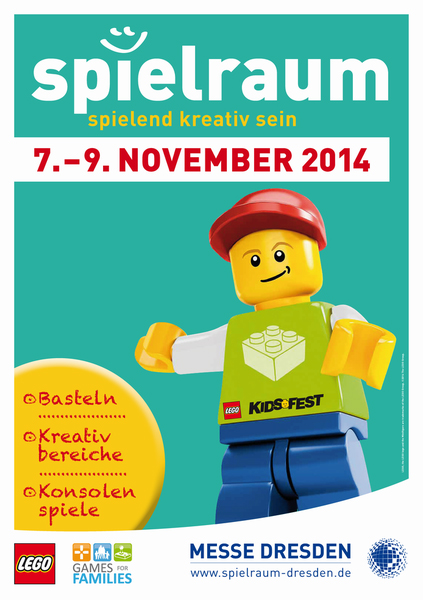 spielraum
spielend kreativ sein
7.–9. NOVEMBER 2014
LEGO KIDSFEST
Basteln
Kreativ
bereiche
Konsolen
spiele
LEGO
GAMES FOR
FAMILIES
MESSE DRESDEN
www.spielraum-dresden.de